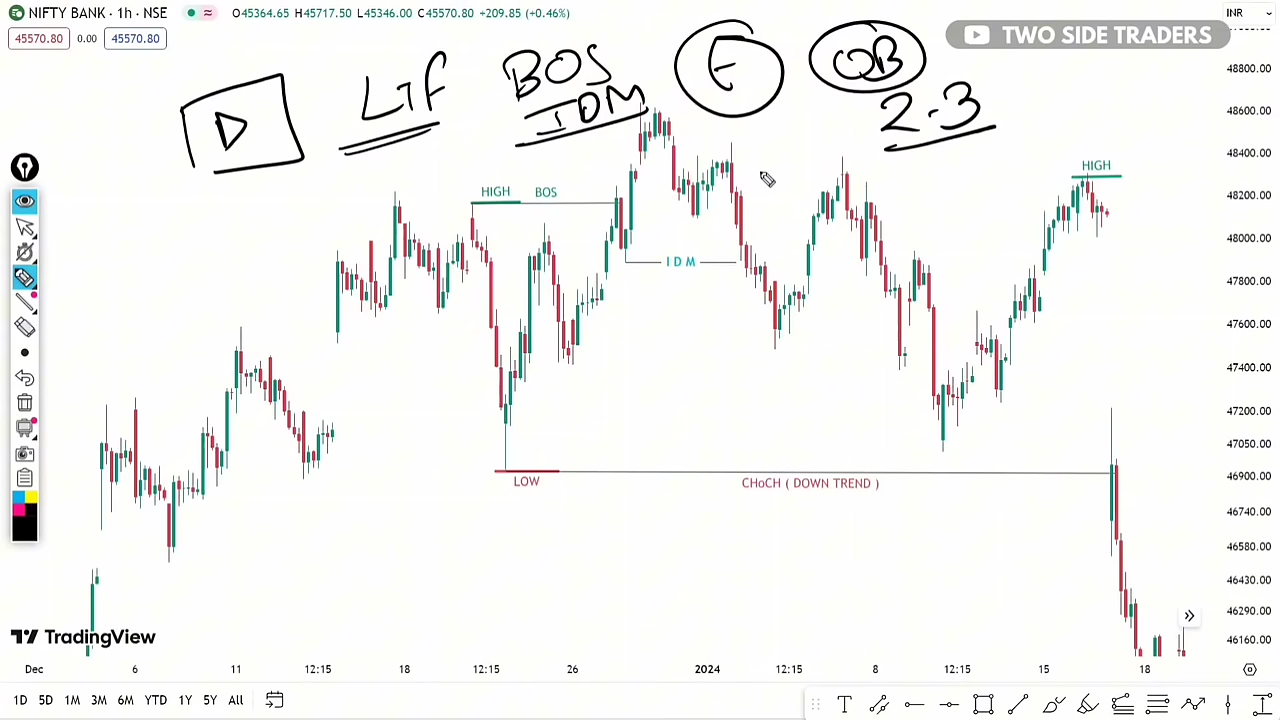 NIFTY BANK · 1h · NSE O45364.65 H45717.50 L45346.00 C45570.80 +209.85 (+0.46%)
INR
45570.80 0.00 45570.80
TWO SIDE TRADERS
LTF BOS
IDM
E OB
2-3
48800.00
48600.00
48400.00
48200.00
48000.00
47800.00
47600.00
47400.00
47200.00
47050.00
46900.00
46740.00
46580.00
46430.00
46290.00
46160.00
HIGH BOS
HIGH
I D M
LOW
CHoCH ( DOWN TREND )
TradingView
Dec 6 11 12:15 18 12:15 26 2024 12:15 8 12:15 15 18
1D 5D 1M 3M 6M YTD 1Y 5Y All